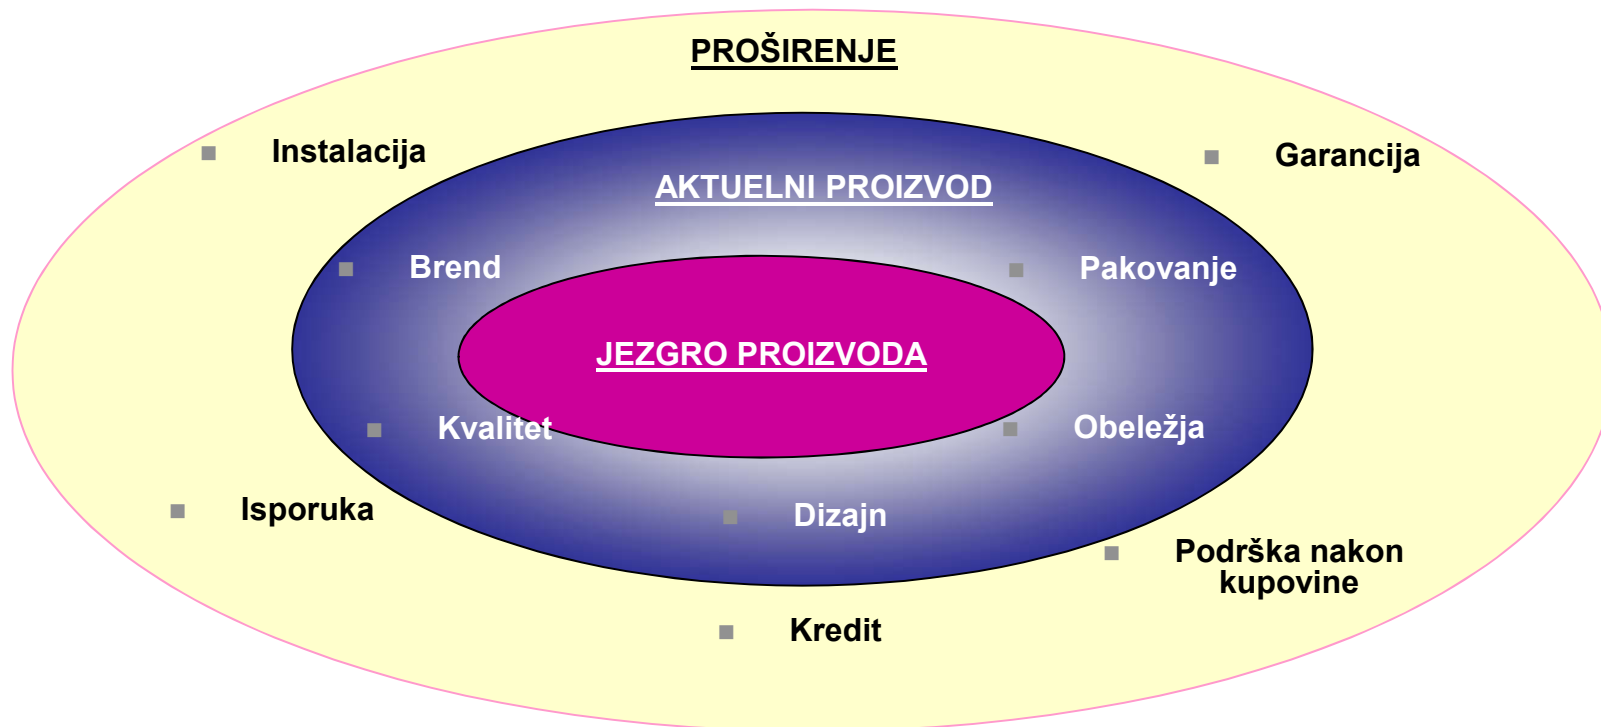 PROŠIRENJE
Instalacija
Garancija
AKTUELNI PROIZVOD
Brend
Pakovanje
JEZGRO PROIZVODA
Kvalitet
Obeležja
Isporuka
Dizajn
Podrška nakon
kupovine
Kredit